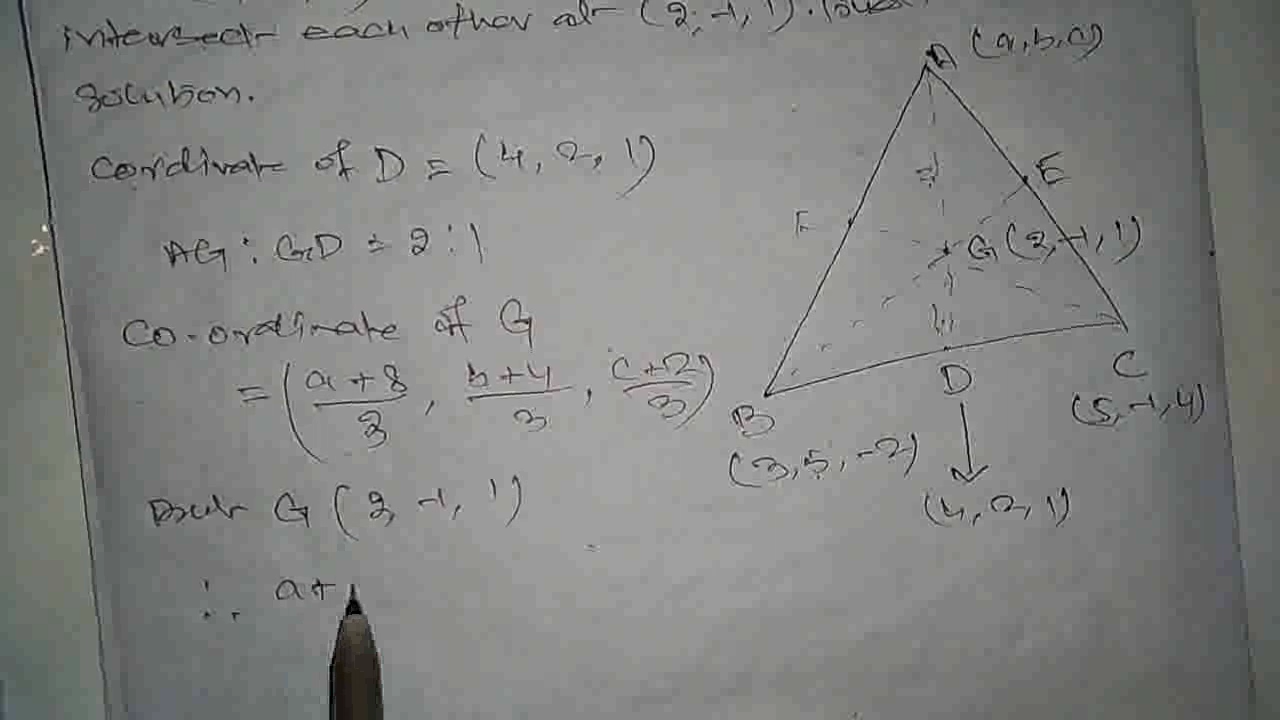 intersect each other at (2, -1, 1).
solution.
Cordinate of D = (4, 2, 1)
AG : GD = 2 : 1
Co-ordinate of G
= (a+8/3, b+4/3, c+2/3)
But G (2, -1, 1)
∴ a+
A (a, b, c)
E
F
G (2, -1, 1)
B
(3, 5, -2)
D
(4, 2, 1)
C
(5, -1, 4)